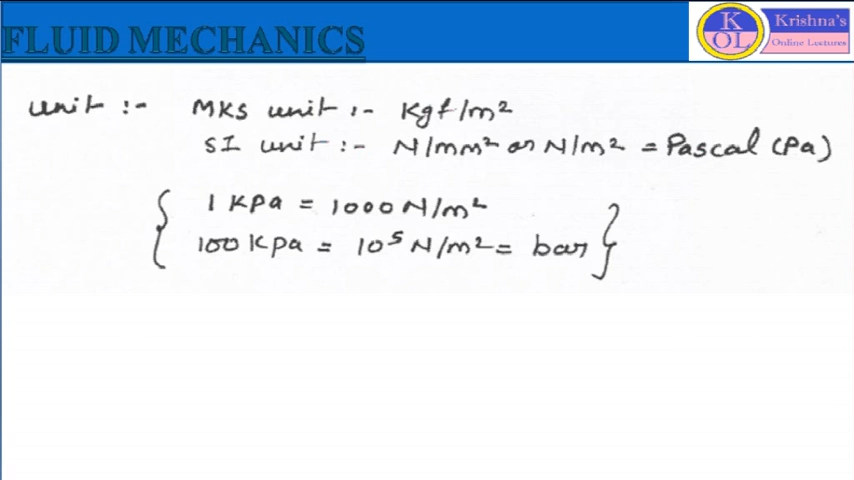 FLUID MECHANICS
K
OL
Krishna's
Online Lectures
unit :- MKS unit :- Kgf/m²
SI unit :- N/mm² or N/m² = Pascal (Pa)
1 KPa = 1000 N/m²
100 KPa = 10⁵ N/m² = bar